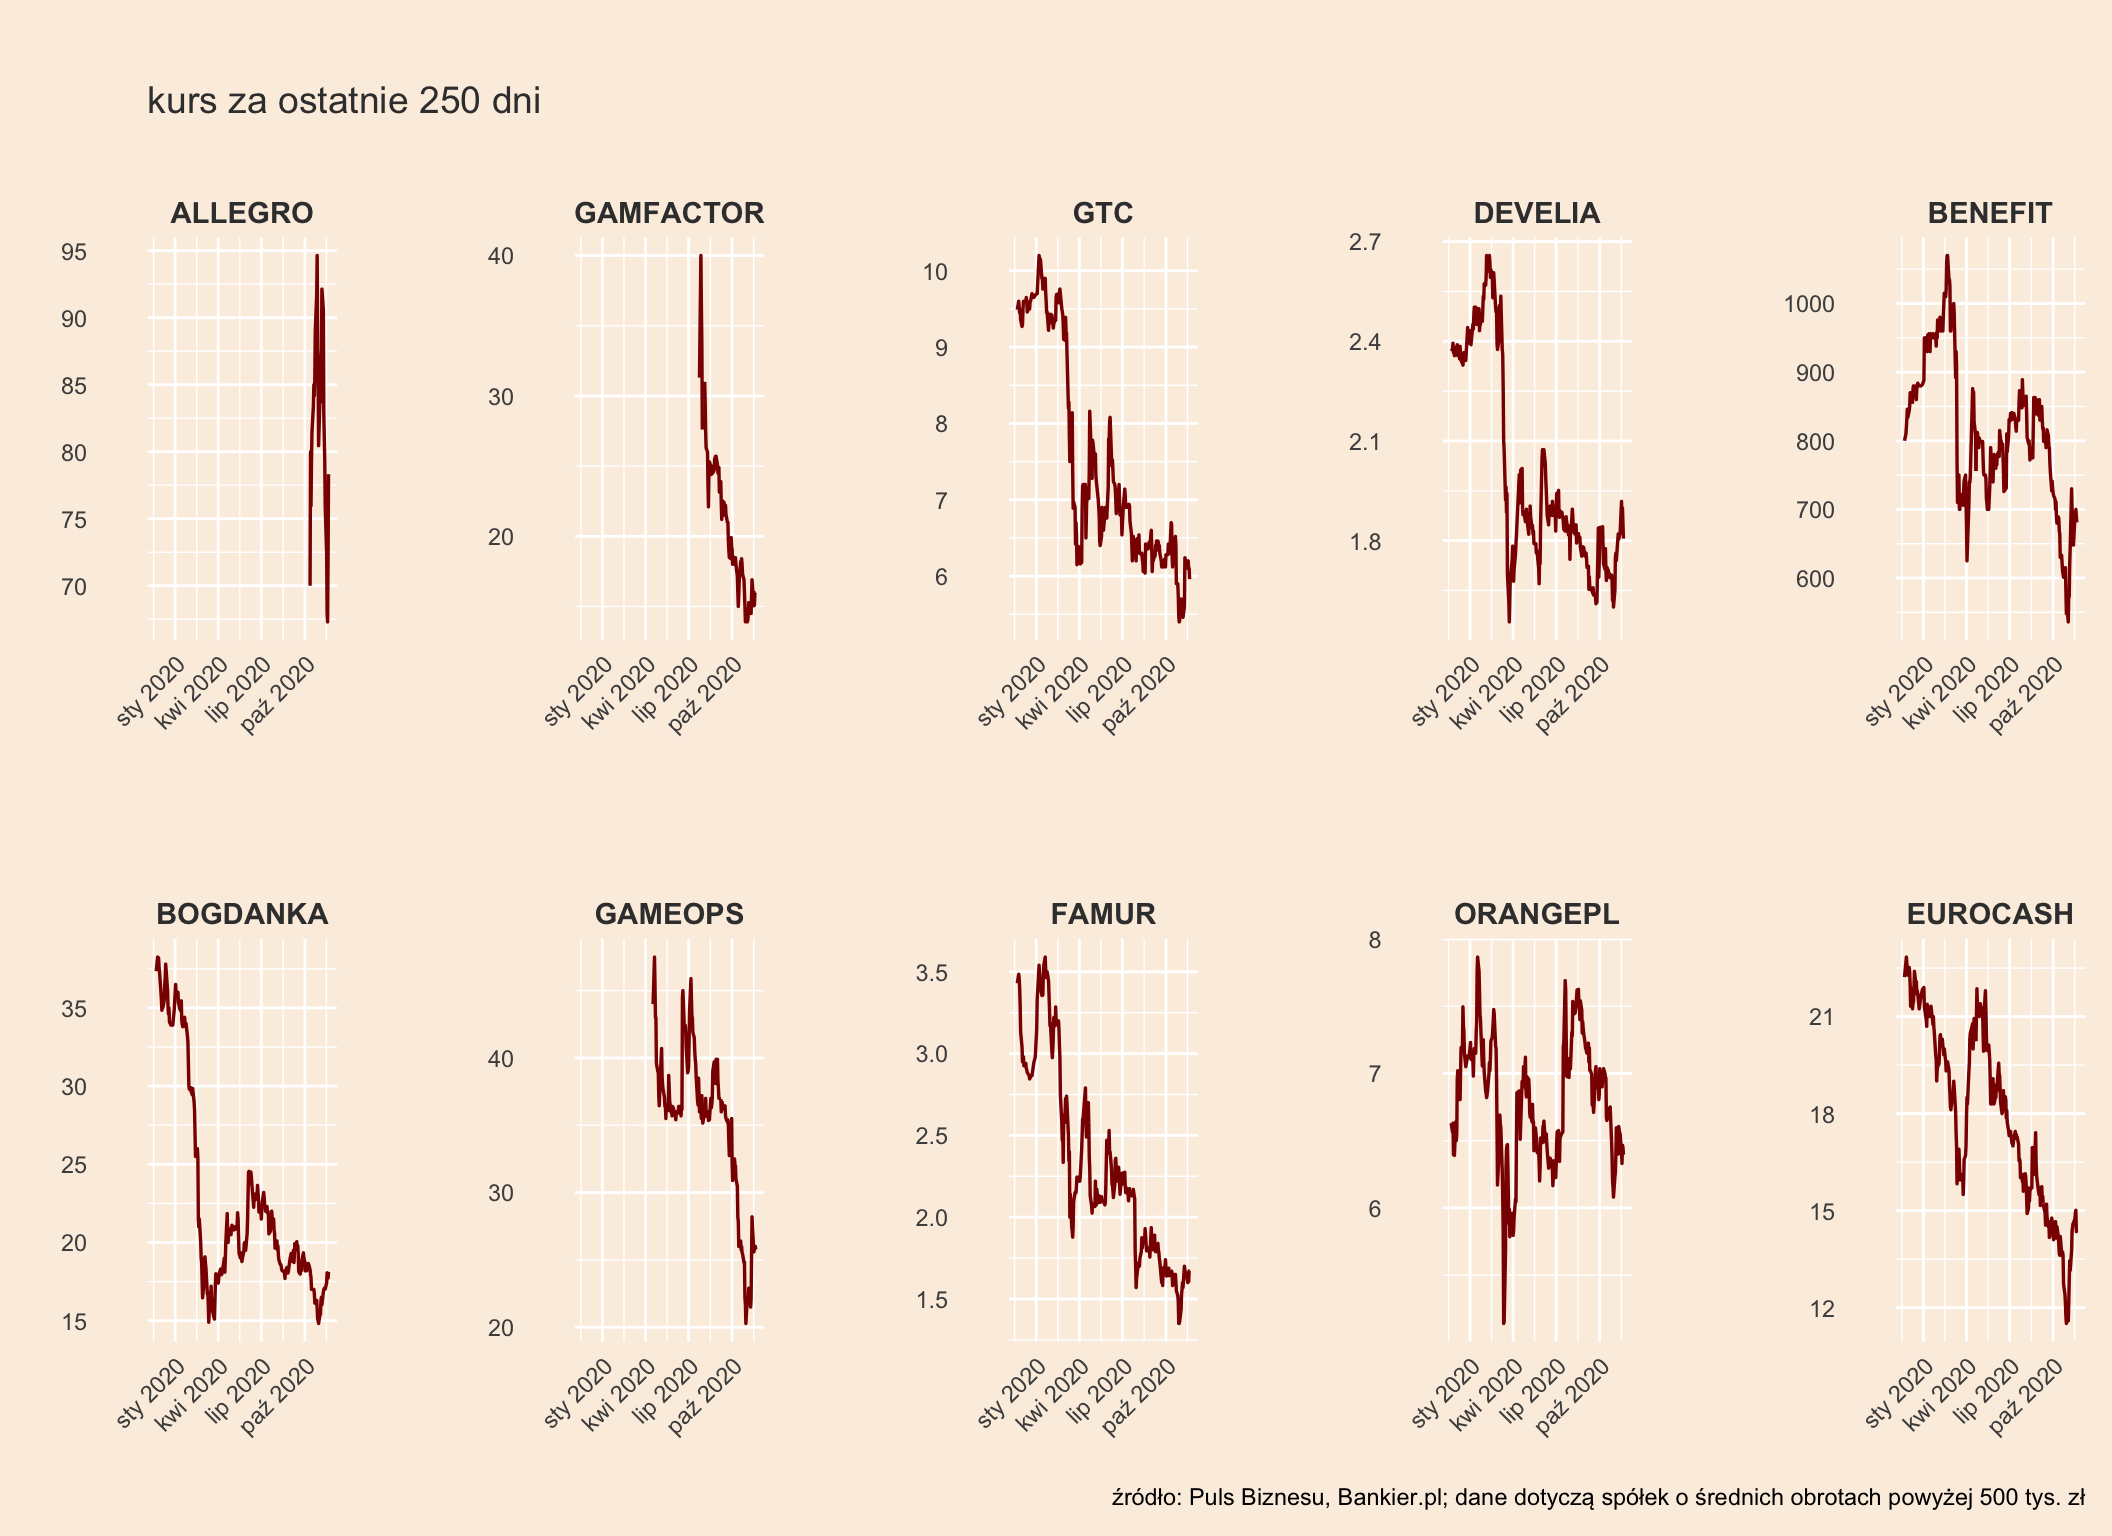 kurs za ostatnie 250 dni
ALLEGRO
95
90
85
80
75
70
sty 2020
kwi 2020
lip 2020
paź 2020
GAMFACTOR
40
30
20
sty 2020
kwi 2020
lip 2020
paź 2020
GTC
10
9
8
7
6
sty 2020
kwi 2020
lip 2020
paź 2020
DEVELIA
2.7
2.4
2.1
1.8
sty 2020
kwi 2020
lip 2020
paź 2020
BENEFIT
1000
900
800
700
600
sty 2020
kwi 2020
lip 2020
paź 2020
BOGDANKA
35
30
25
20
15
sty 2020
kwi 2020
lip 2020
paź 2020
GAMEOPS
40
30
20
sty 2020
kwi 2020
lip 2020
paź 2020
FAMUR
3.5
3.0
2.5
2.0
1.5
sty 2020
kwi 2020
lip 2020
paź 2020
ORANGEPL
8
7
6
sty 2020
kwi 2020
lip 2020
paź 2020
EUROCASH
21
18
15
12
sty 2020
kwi 2020
lip 2020
paź 2020
źródło: Puls Biznesu, Bankier.pl; dane dotyczą spółek o średnich obrotach powyżej 500 tys. zł